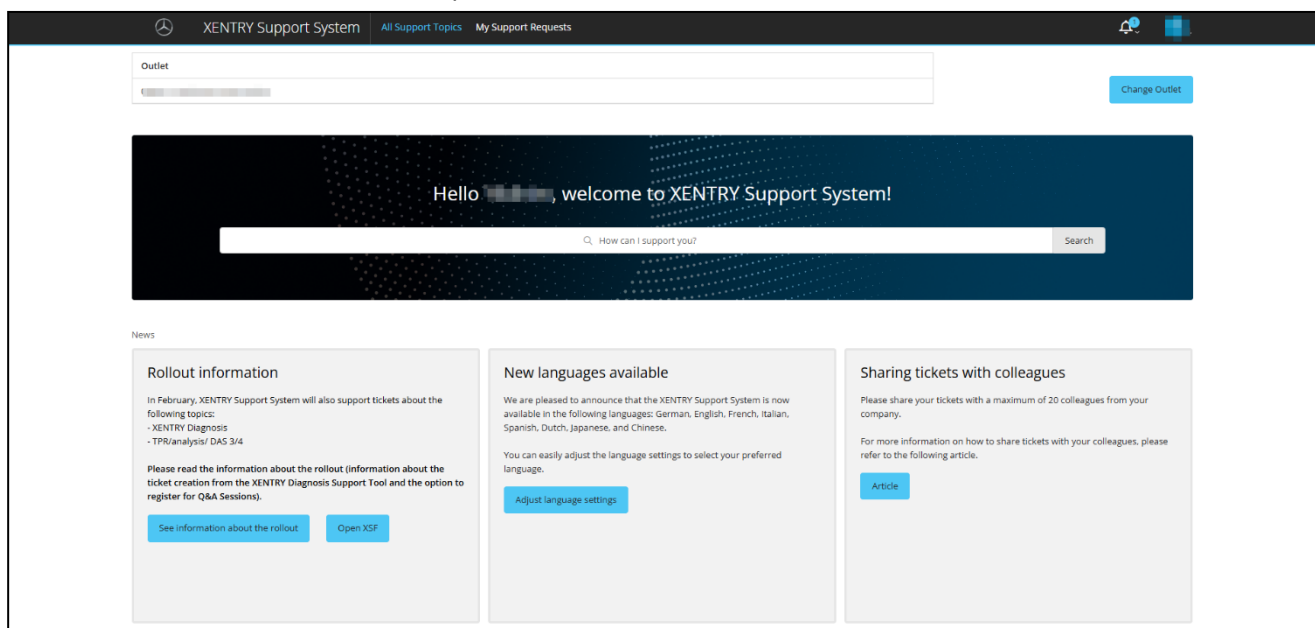 XENTRY Support System All Support Topics My Support Requests
Outlet
Change Outlet
Hello , welcome to XENTRY Support System!
How can I support you? Search
News
Rollout information
In February, XENTRY Support System will also support tickets about the
following topics:
- XENTRY Diagnosis
- TPR/analysis/ DAS 3/4
Please read the information about the rollout (information about the
ticket creation from the XENTRY Diagnosis Support Tool and the option to
register for Q&A Sessions).
See information about the rollout Open XSF
New languages available
We are pleased to announce that the XENTRY Support System is now
available in the following languages: German, English, French, Italian,
Spanish, Dutch, Japanese, and Chinese.
You can easily adjust the language settings to select your preferred
language.
Adjust language settings
Sharing tickets with colleagues
Please share your tickets with a maximum of 20 colleagues from your
company.
For more information on how to share tickets with your colleagues, please
refer to the following article.
Article